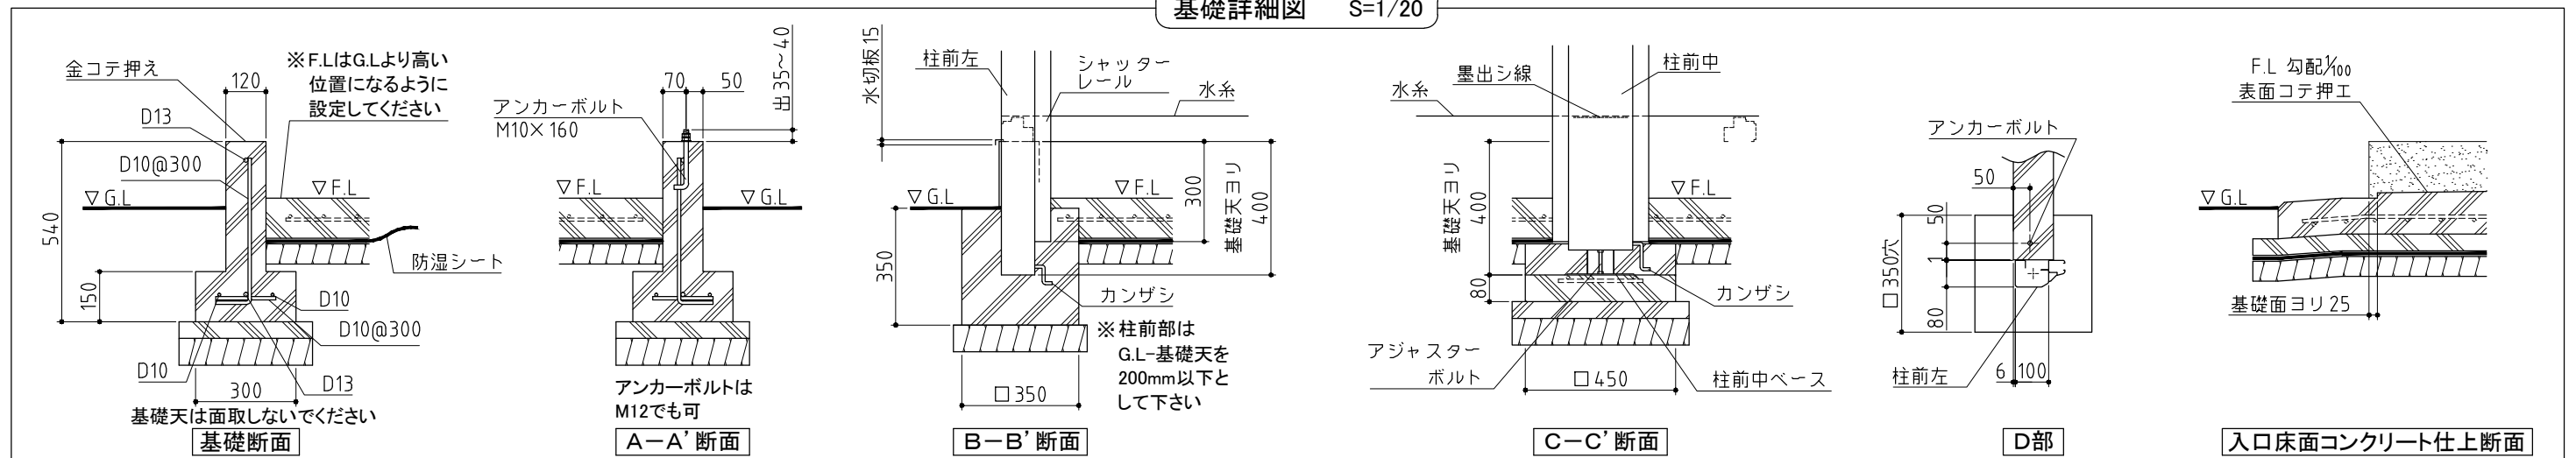 基礎詳細図 S=1/20
金コテ押え
120
※F.LはG.Lより高い
位置になるように
設定してください
D13
D10@300
▽F.L
▽G.L
540
150
防湿シート
D10
D10@300
D10
D13
300
基礎天は面取しないでください
基礎断面
70
50
出35~40
アンカーボルト
M10×160
▽F.L
▽G.L
アンカーボルトは
M12でも可
A-A'断面
水切板15
柱前左
シャッター
レール
水糸
▽G.L
▽F.L
300
基礎天ヨリ
400
350
カンザシ
※柱前部は
G.L-基礎天を
200mm以下と
して下さい
□350
B-B'断面
水糸
墨出シ線
柱前中
基礎天ヨリ
400
▽F.L
80
カンザシ
アジャスター
ボルト
□450
柱前中ベース
C-C'断面
アンカーボルト
50
□350穴
50
1
80
柱前左
6
100
D部
F.L 勾配1/100
表面コテ押エ
▽G.L
基礎面ヨリ25
入口床面コンクリート仕上断面